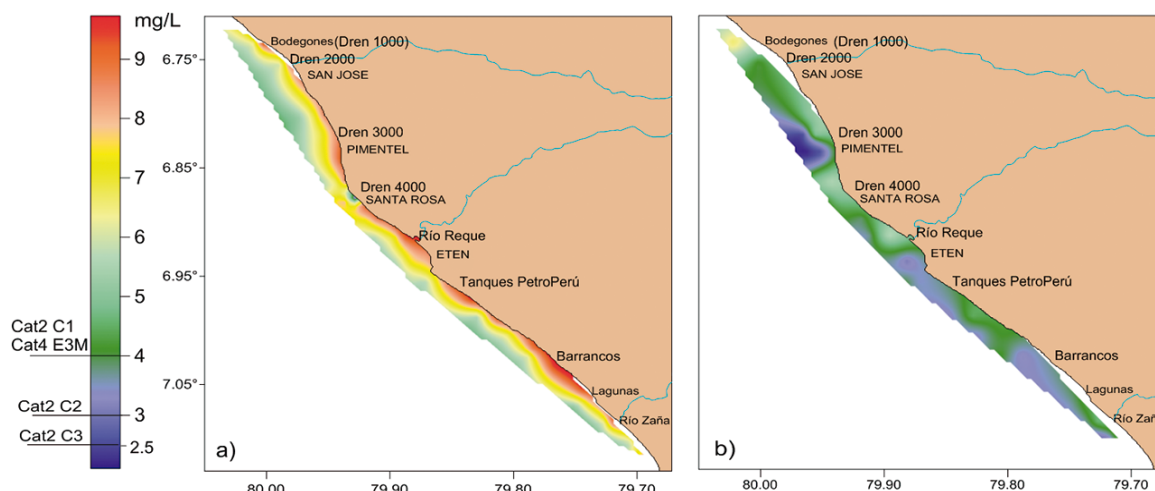 mg/L
9
8
7
6
5
4
3
2.5
Cat2 C1
Cat4 E3M
Cat2 C2
Cat2 C3
6.75°
6.85°
6.95°
7.05°
Bodegones (Dren 1000)
Dren 2000
SAN JOSE
Dren 3000
PIMENTEL
Dren 4000
SANTA ROSA
Río Reque
ETEN
Tanques PetroPerú
Barrancos
Lagunas
Río Zaña
a)
80.00
79.90
79.80
79.70
Bodegones (Dren 1000)
Dren 2000
SAN JOSE
Dren 3000
PIMENTEL
Dren 4000
SANTA ROSA
Río Reque
ETEN
Tanques PetroPerú
Barrancos
Lagunas
Río Zañ
b)
80.00
79.90
79.80
79.70